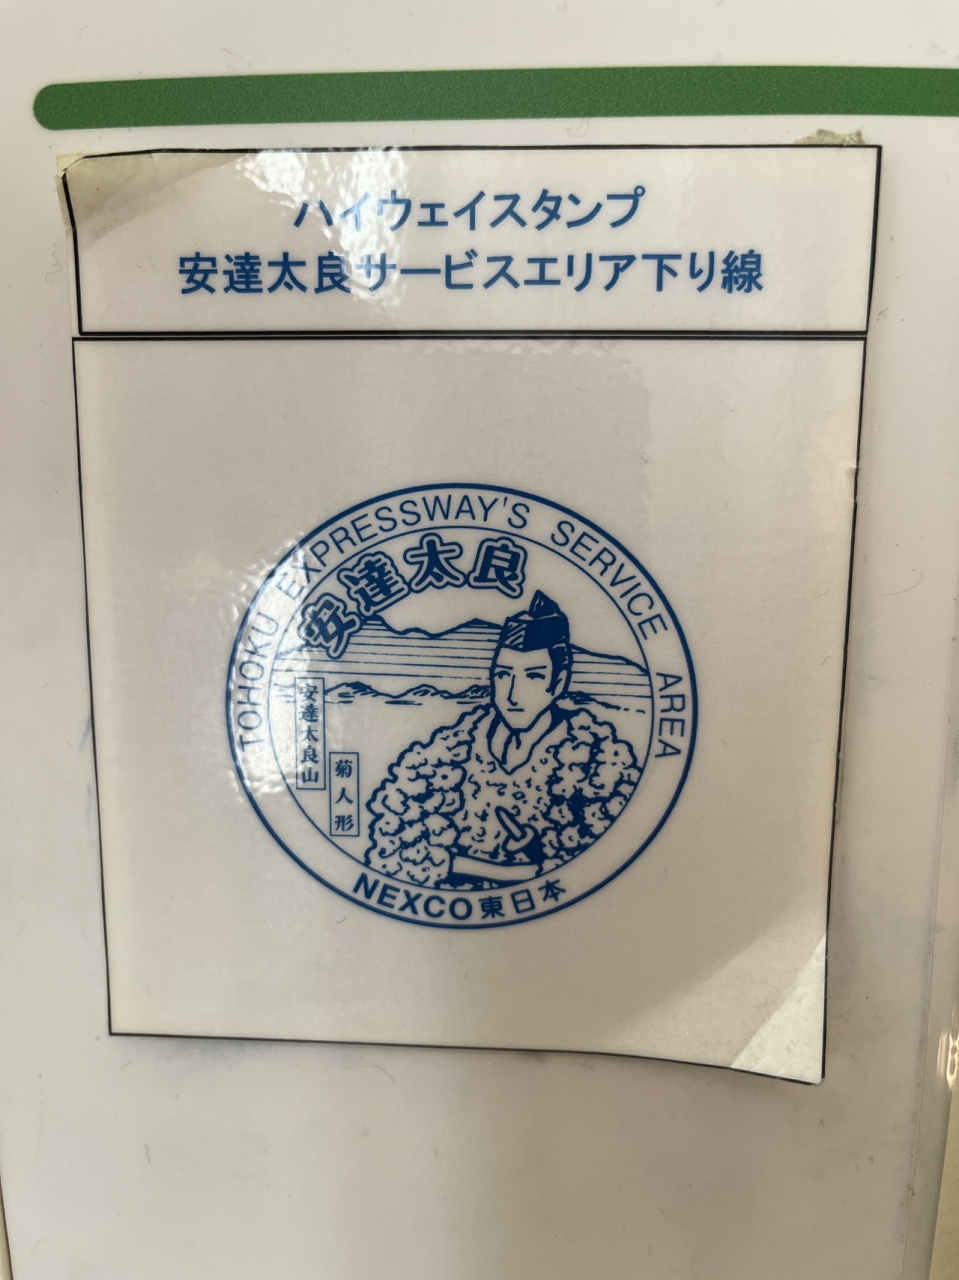 ハイウェイスタンプ
安達太良サービスエリア下り線
TOHOKU EXPRESSWAY'S SERVICE AREA
安達太良
安達太良山
菊人形
NEXCO東日本